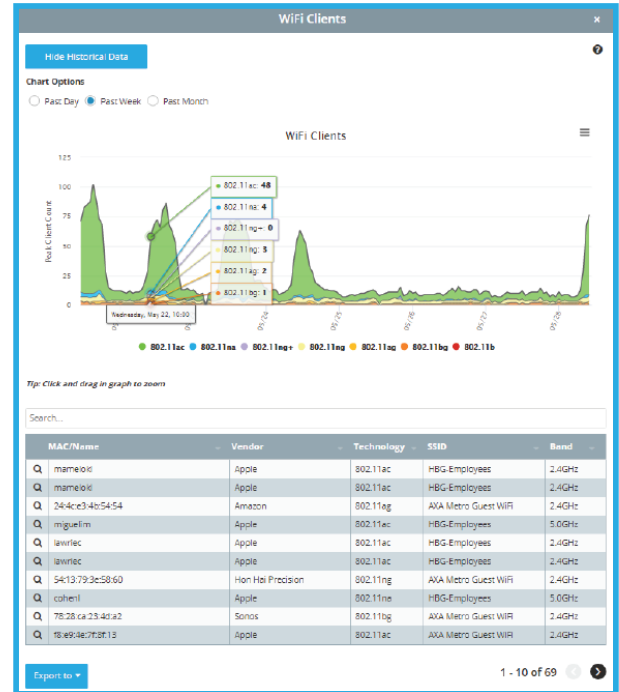 WiFi Clients ×
Hide Historical Data
Chart Options
Past Day Past Week Past Month
WiFi Clients
125
100
75
50
25
0
Peak Client Count
802.11ac: 48
802.11na: 4
802.11ng+: 0
802.11ng: 5
802.11ag: 2
802.11bg: 1
Wednesday, May 22, 10:00
05/24
05/25
05/26
05/27
05/28
802.11ac 802.11na 802.11ng+ 802.11ng 802.11ag 802.11bg 802.11b
Tip: Click and drag in graph to zoom
Search...
MAC/Name Vendor Technology SSID Band
mameloki Apple 802.11ac HBG-Employees 2.4GHz
mameloki Apple 802.11ac HBG-Employees 2.4GHz
24:4c:e3:4b:54:54 Amazon 802.11ag AXA Metro Guest WiFi 2.4GHz
miguelim Apple 802.11ac HBG-Employees 5.0GHz
lawrlec Apple 802.11ac HBG-Employees 2.4GHz
lawrlec Apple 802.11ac HBG-Employees 2.4GHz
54:13:79:3e:58:60 Hon Hai Precision 802.11ng AXA Metro Guest WiFi 2.4GHz
cohenl Apple 802.11na HBG-Employees 5.0GHz
78:28:ca:23:4d:a2 Sonos 802.11bg AXA Metro Guest WiFi 2.4GHz
f8:e9:4e:7f:8f:13 Apple 802.11ac AXA Metro Guest WiFi 2.4GHz
Export to
1 - 10 of 69